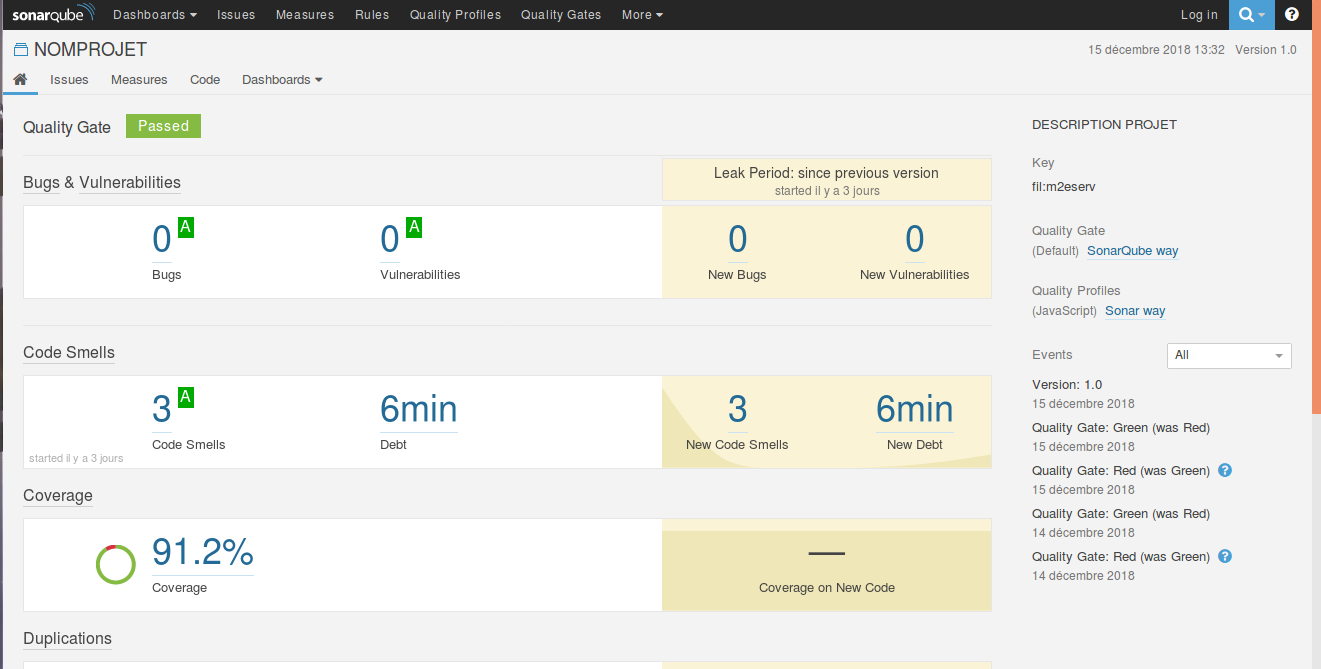 sonarqube Dashboards Issues Measures Rules Quality Profiles Quality Gates More Log in
NOMPROJET
15 décembre 2018 13:32 Version 1.0
Issues Measures Code Dashboards
Quality Gate Passed
Bugs & Vulnerabilities
Leak Period: since previous version
started il y a 3 jours
0 A
Bugs
0 A
Vulnerabilities
0
New Bugs
0
New Vulnerabilities
Code Smells
3 A
Code Smells
6min
Debt
started il y a 3 jours
3
New Code Smells
6min
New Debt
Coverage
91.2%
Coverage
—
Coverage on New Code
Duplications
DESCRIPTION PROJET
Key
fil:m2eserv
Quality Gate
(Default) SonarQube way
Quality Profiles
(JavaScript) Sonar way
Events All
Version: 1.0
15 décembre 2018
Quality Gate: Green (was Red)
15 décembre 2018
Quality Gate: Red (was Green) ?
15 décembre 2018
Quality Gate: Green (was Red)
14 décembre 2018
Quality Gate: Red (was Green) ?
14 décembre 2018